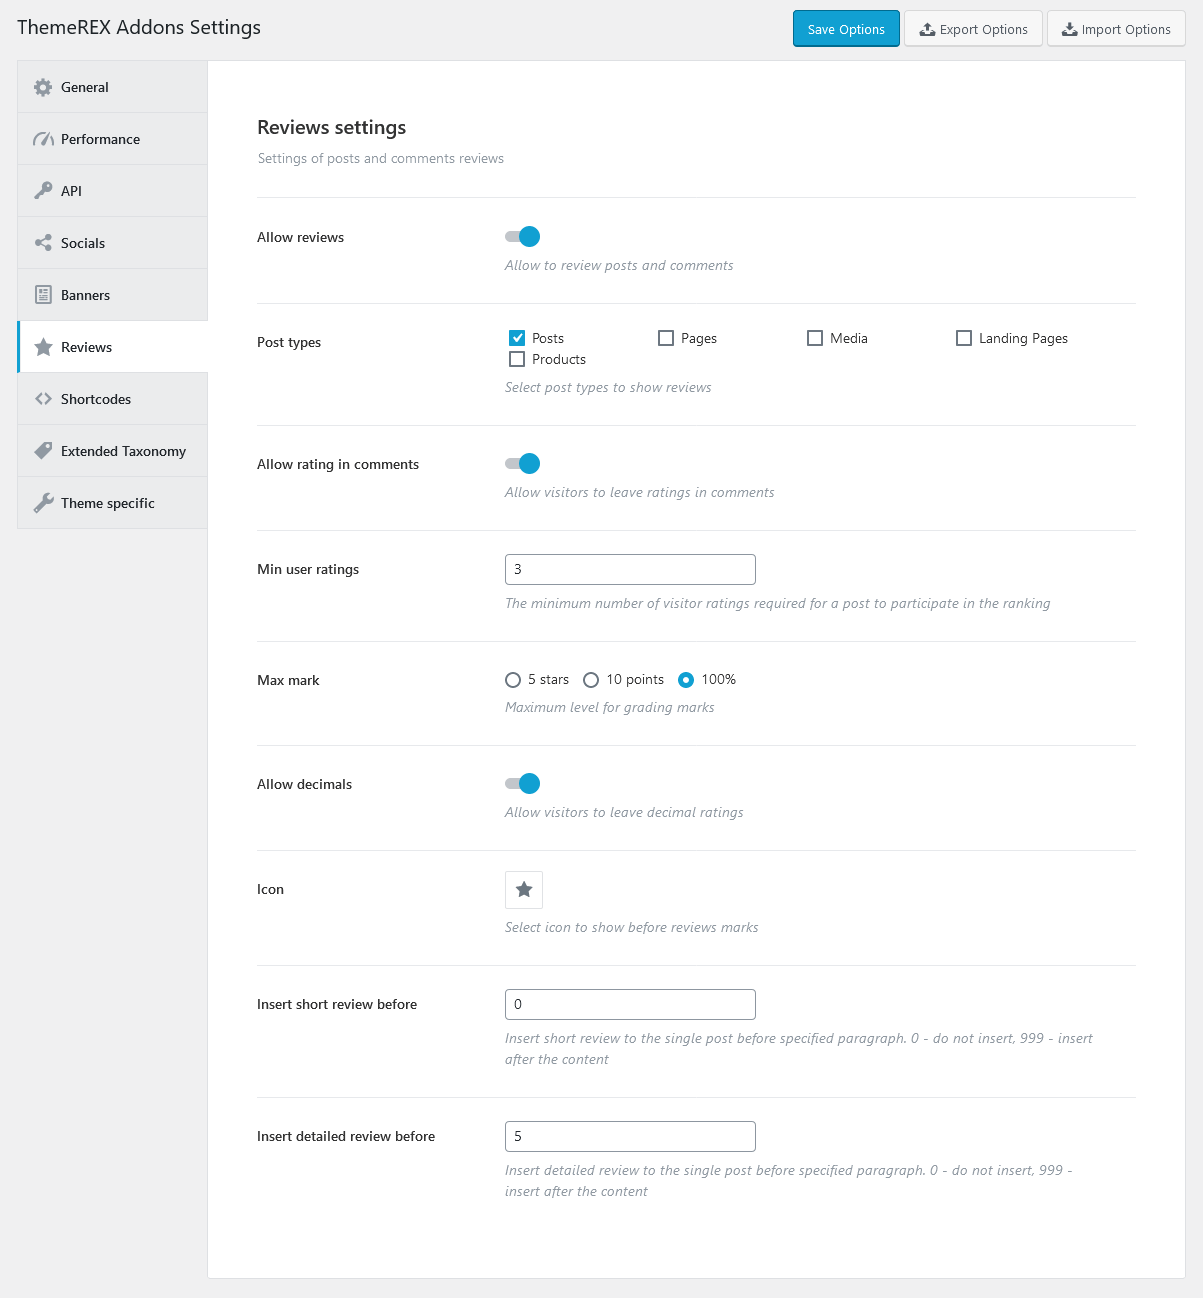 ThemeREX Addons Settings
Save Options
Export Options
Import Options
General
Performance
API
Socials
Banners
Reviews
Shortcodes
Extended Taxonomy
Theme specific
Reviews settings
Settings of posts and comments reviews
Allow reviews
Allow to review posts and comments
Post types
Posts
Pages
Media
Landing Pages
Products
Select post types to show reviews
Allow rating in comments
Allow visitors to leave ratings in comments
Min user ratings
3
The minimum number of visitor ratings required for a post to participate in the ranking
Max mark
5 stars
10 points
100%
Maximum level for grading marks
Allow decimals
Allow visitors to leave decimal ratings
Icon
Select icon to show before reviews marks
Insert short review before
0
Insert short review to the single post before specified paragraph. 0 - do not insert, 999 - insert
after the content
Insert detailed review before
5
Insert detailed review to the single post before specified paragraph. 0 - do not insert, 999 -
insert after the content